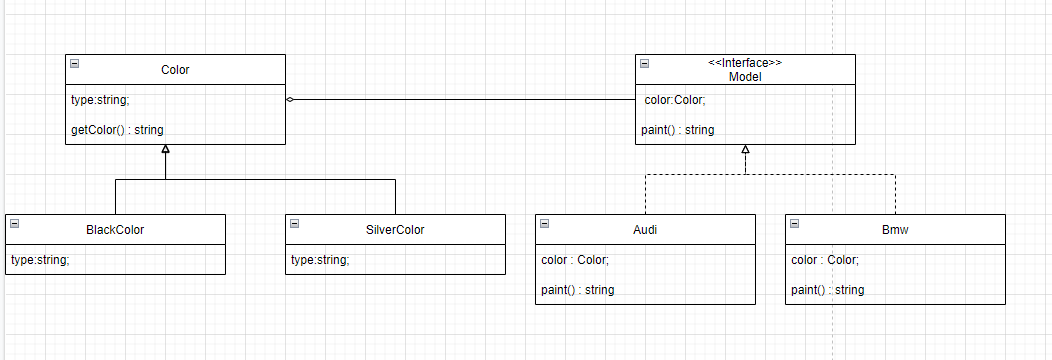 Color
type:string;
getColor() : string
<<Interface>>
Model
color:Color;
paint() : string
BlackColor
type:string;
SilverColor
type:string;
Audi
color : Color;
paint() : string
Bmw
color : Color;
paint() : string